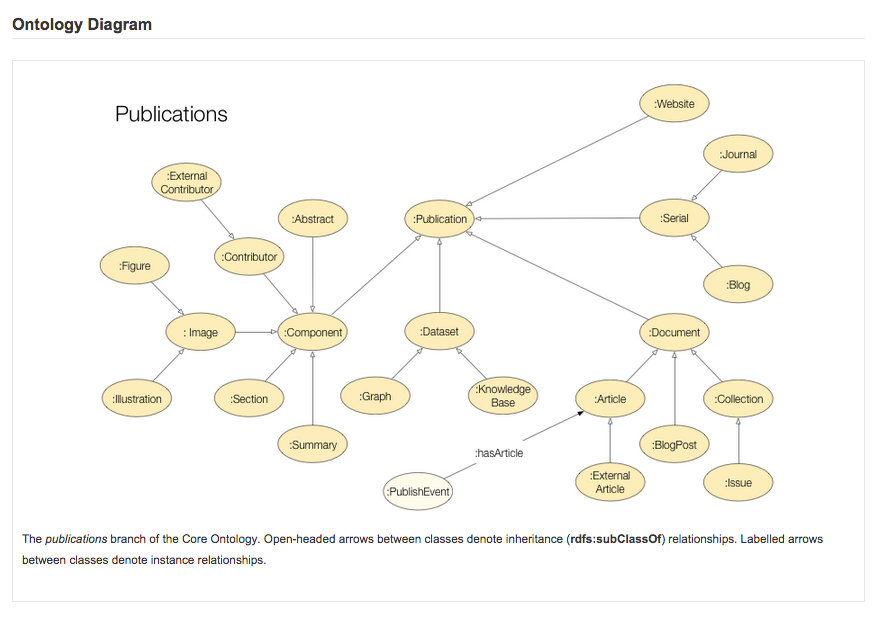 Ontology Diagram
Publications
:Website
:Journal
:External
Contributor
:Abstract
:Publication
:Serial
:Contributor
:Figure
:Blog
: Image
:Component
:Dataset
:Document
:Illustration
:Section
:Graph
:Knowledge
Base
:Article
:Collection
:Summary
:hasArticle
:BlogPost
:PublishEvent
:External
Article
:Issue
The publications branch of the Core Ontology. Open-headed arrows between classes denote inheritance (rdfs:subClassOf) relationships. Labelled arrows
between classes denote instance relationships.